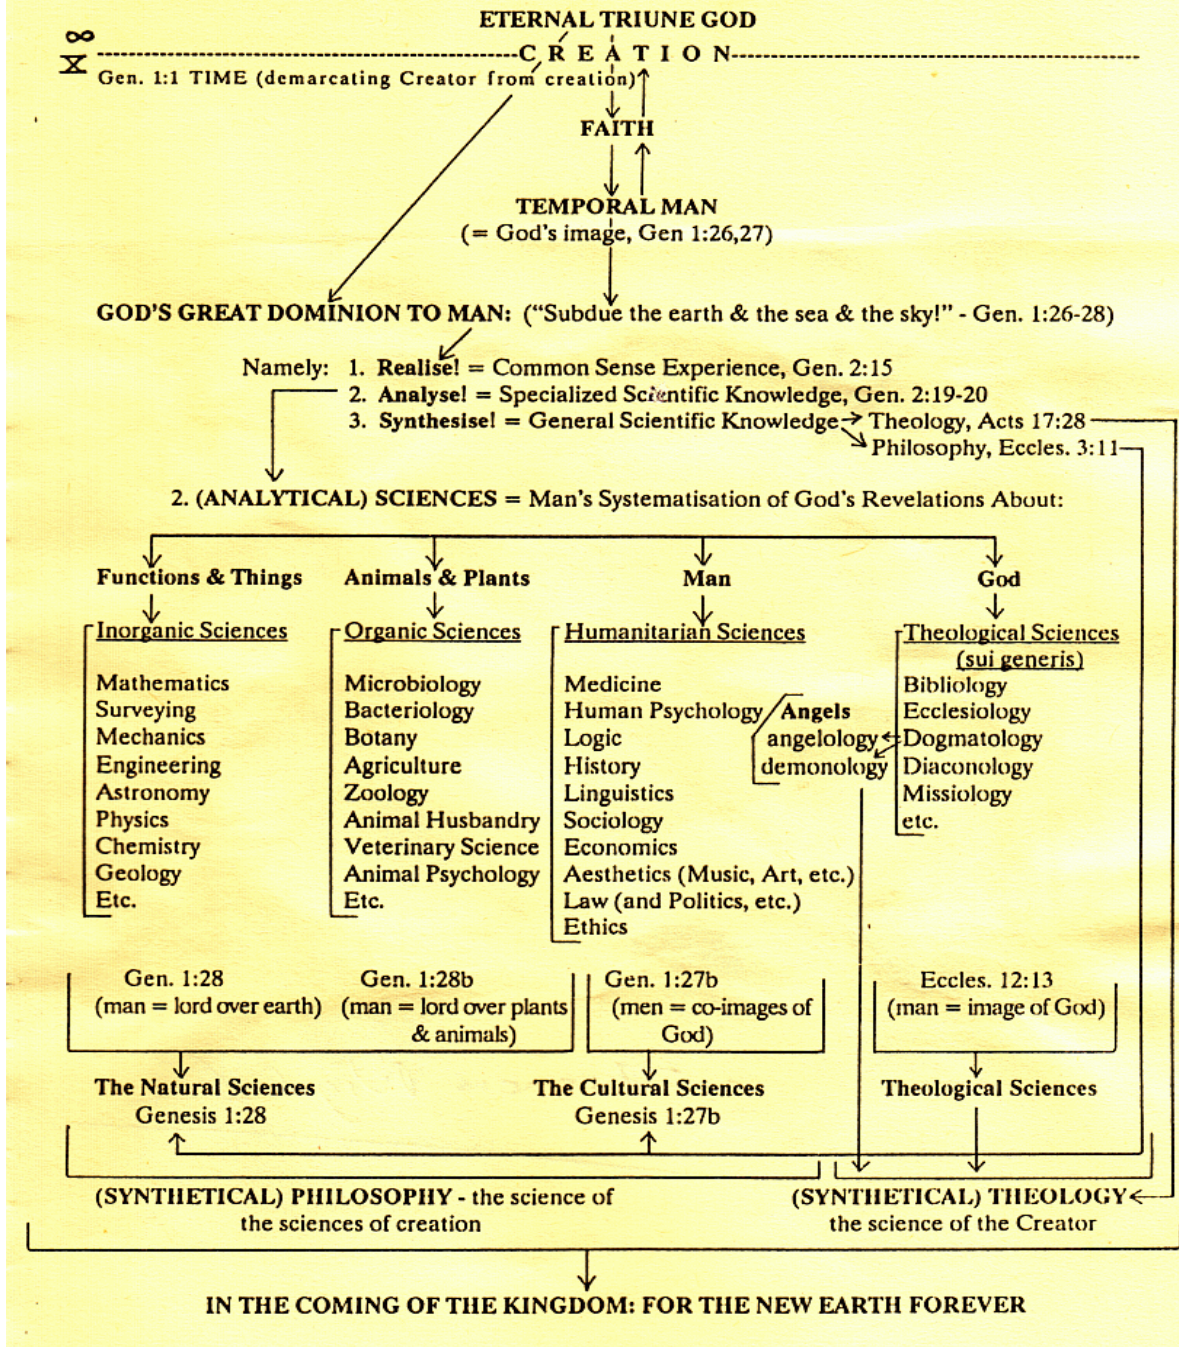 ETERNAL TRIUNE GOD
∞
CREATION
Gen. 1:1 TIME (demarcating Creator from creation)
FAITH
TEMPORAL MAN
(= God's image, Gen 1:26,27)
GOD'S GREAT DOMINION TO MAN: (“Subdue the earth & the sea & the sky!” - Gen. 1:26-28)
Namely: 1. Realise! = Common Sense Experience, Gen. 2:15
2. Analyse! = Specialized Scientific Knowledge, Gen. 2:19-20
3. Synthesise! = General Scientific Knowledge Theology, Acts 17:28
Philosophy, Eccles. 3:11
2. (ANALYTICAL) SCIENCES = Man's Systematisation of God's Revelations About:
Functions & Things
Inorganic Sciences
Mathematics
Surveying
Mechanics
Engineering
Astronomy
Physics
Chemistry
Geology
Etc.
Animals & Plants
Organic Sciences
Microbiology
Bacteriology
Botany
Agriculture
Zoology
Animal Husbandry
Veterinary Science
Animal Psychology
Etc.
Man
Humanitarian Sciences
Medicine
Human Psychology
Logic
History
Linguistics
Sociology
Economics
Aesthetics (Music, Art, etc.)
Law (and Politics, etc.)
Ethics
Angels
angelology
demonology
God
Theological Sciences
(sui generis)
Bibliology
Ecclesiology
Dogmatology
Diaconology
Missiology
etc.
Gen. 1:28
(man = lord over earth)
Gen. 1:28b
(man = lord over plants
& animals)
Gen. 1:27b
(men = co-images of
God)
Eccles. 12:13
(man = image of God)
The Natural Sciences
Genesis 1:28
The Cultural Sciences
Genesis 1:27b
Theological Sciences
(SYNTHETICAL) PHILOSOPHY - the science of
the sciences of creation
(SYNTHETICAL) THEOLOGY
the science of the Creator
IN THE COMING OF THE KINGDOM: FOR THE NEW EARTH FOREVER